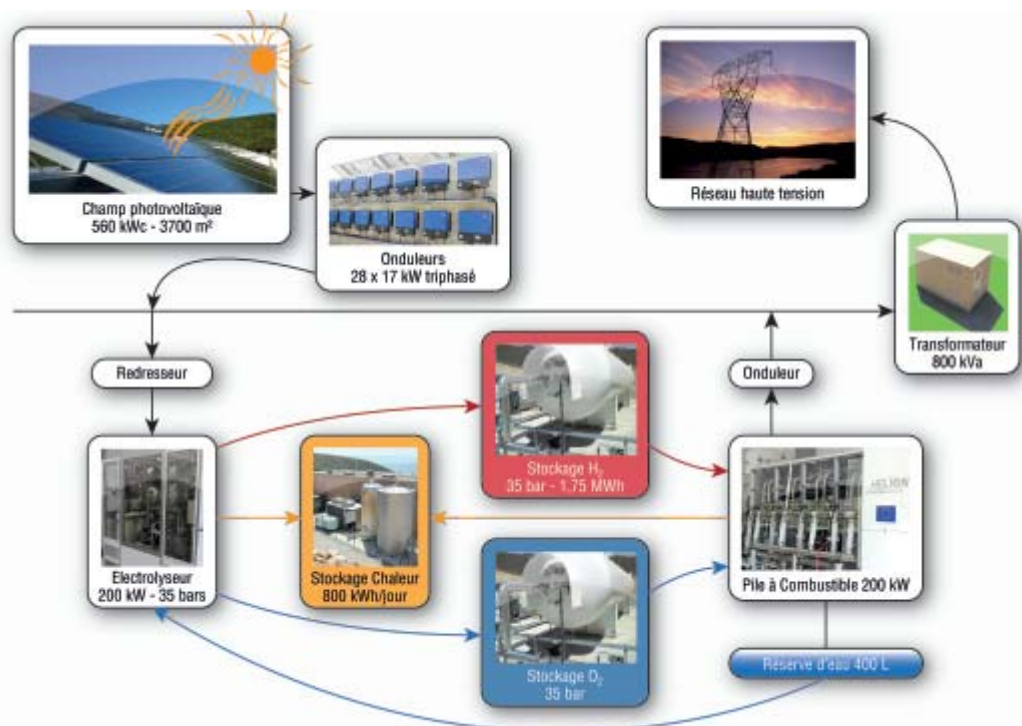 Champ photovoltaïque
560 kWc - 3700 m²
Réseau haute tension
Onduleurs
28 x 17 kW triphasé
Transformateur
800 kVa
Redresseur
Onduleur
Stockage H₂
35 bar - 1.75 MWh
HELION
Electrolyseur
200 kW - 35 bars
Stockage Chaleur
800 kWh/jour
Pile à Combustible 200 kW
Stockage O₂
35 bar
Réserve d'eau 400 L